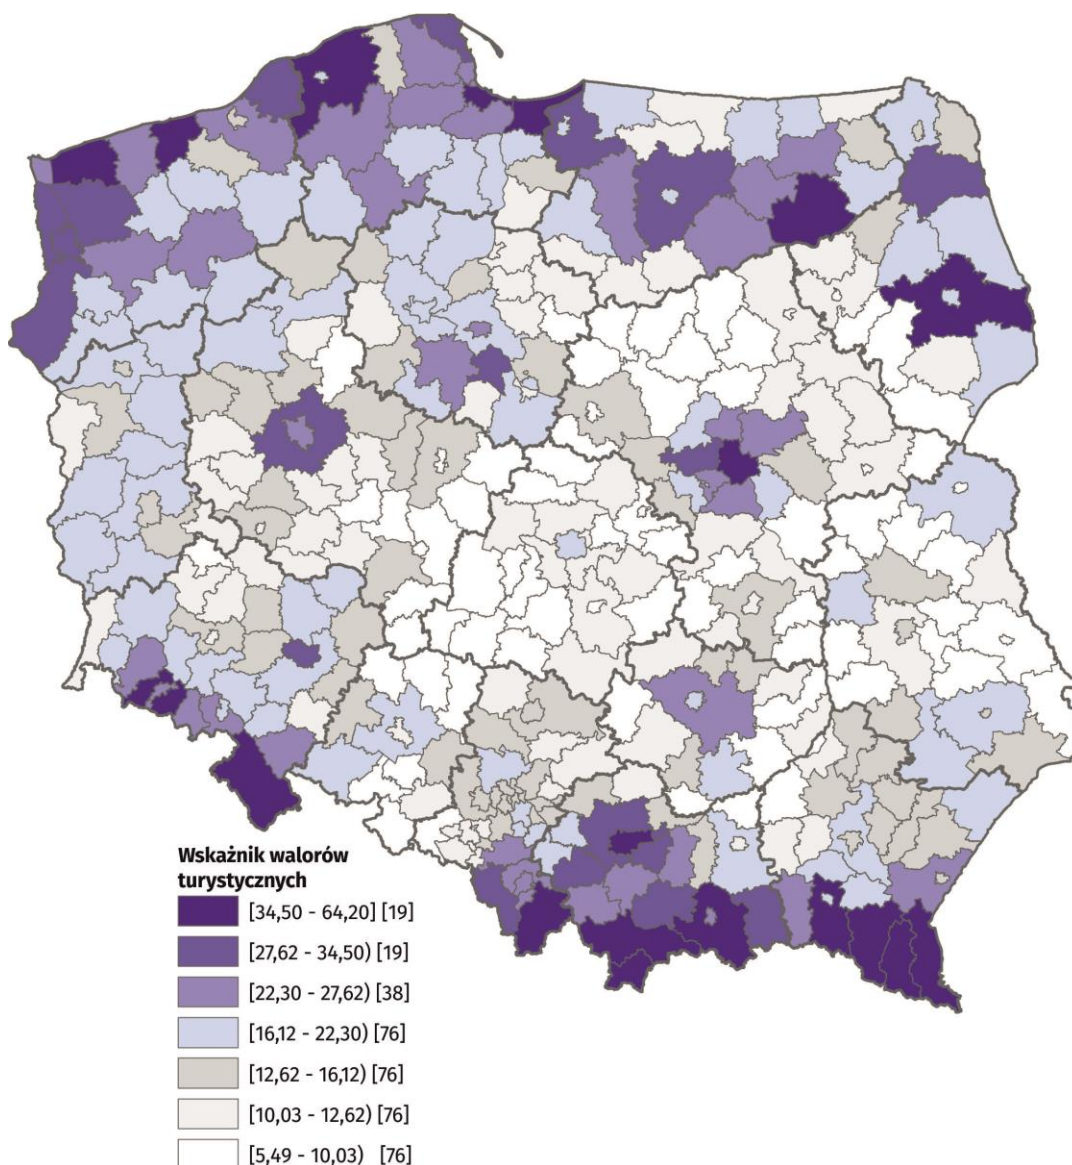 Wskaźnik walorów
turystycznych
[34,50 - 64,20] [19]
[27,62 - 34,50) [19]
[22,30 - 27,62) [38]
[16,12 - 22,30) [76]
[12,62 - 16,12) [76]
[10,03 - 12,62) [76]
[5,49 - 10,03) [76]